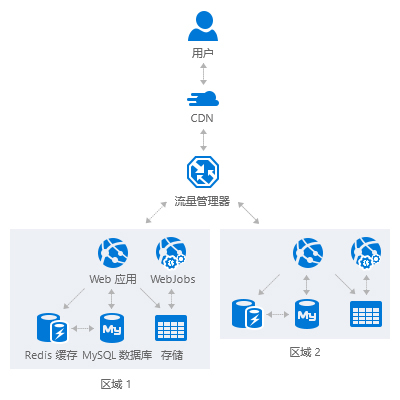 用户
CDN
流量管理器
Web 应用
WebJobs
My
My
Redis 缓存
MySQL 数据库
存储
区域 1
区域 2